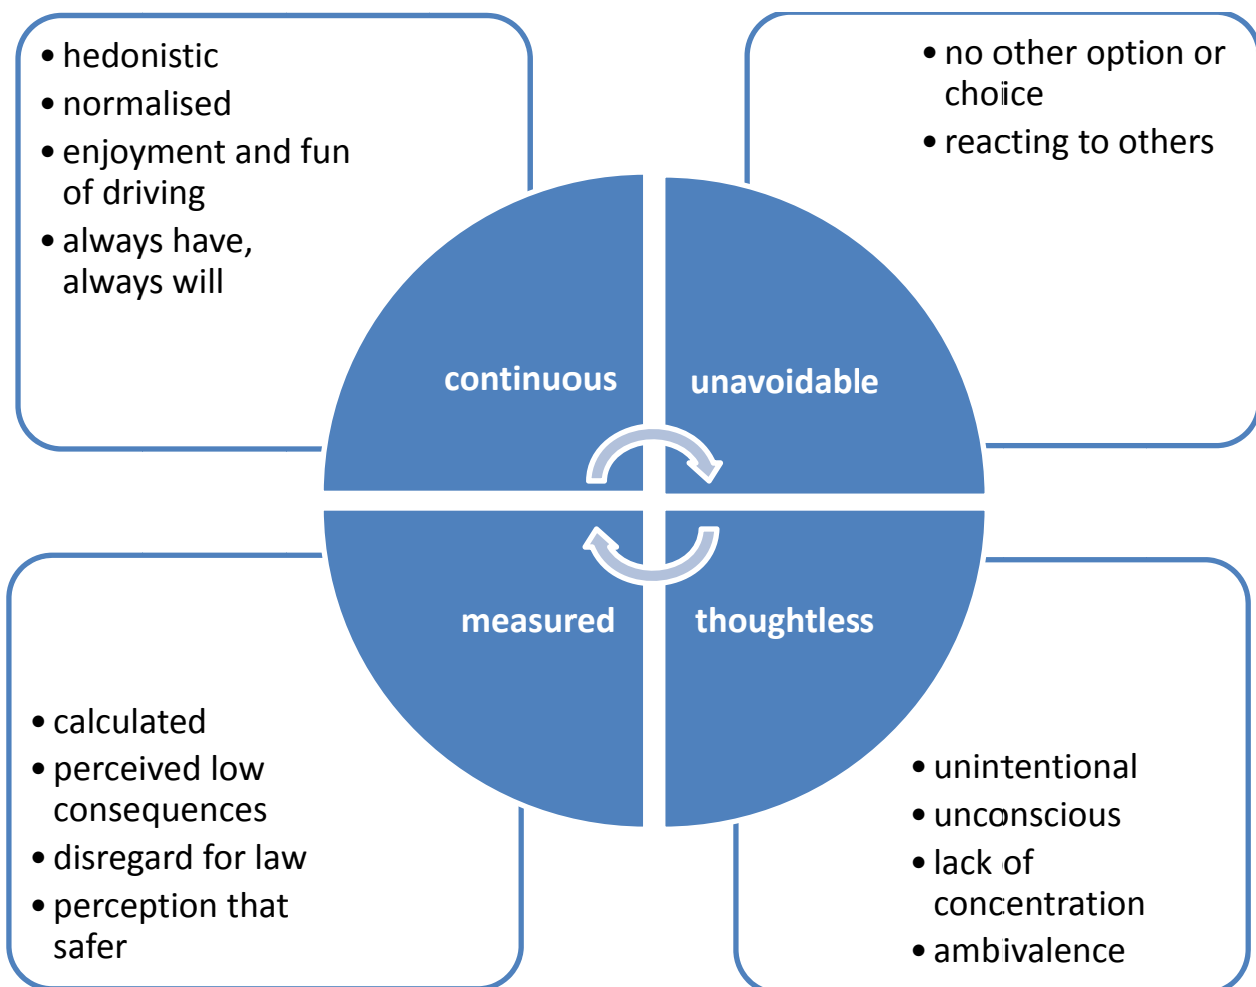 • hedonistic
• normalised
• enjoyment and fun
of driving
• always have,
always will
• no other option or
choice
• reacting to others
continuous
unavoidable
measured
thoughtless
• calculated
• perceived low
consequences
• disregard for law
• perception that
safer
• unintentional
• unconscious
• lack of
concentration
• ambivalence